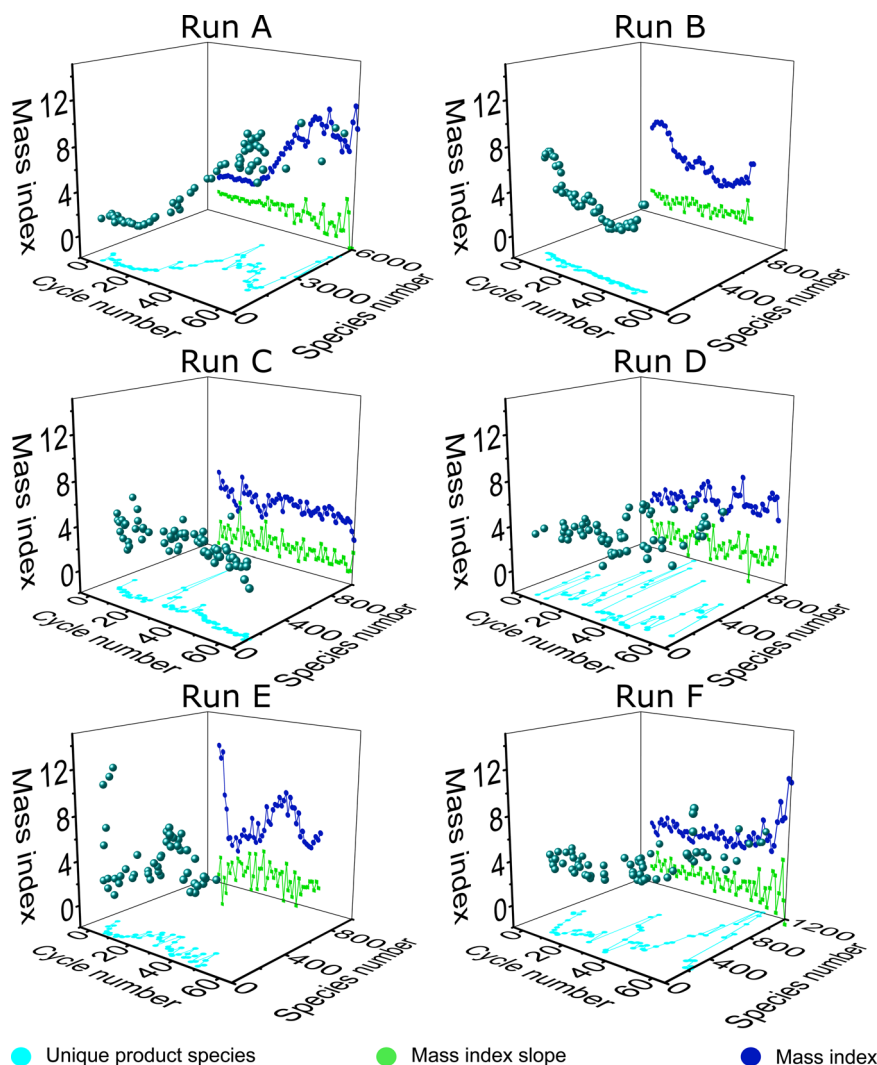 Run A
Run B
Mass index
12
8
4
0
0
20
40
60
Cycle number
0
3000
6000
Species number
Mass index
12
8
4
0
0
20
40
60
Cycle number
0
400
800
Species number
Run C
Run D
Mass index
12
8
4
0
0
20
40
60
Cycle number
0
400
800
Species number
Mass index
12
8
4
0
0
20
40
60
Cycle number
0
400
800
Species number
Run E
Run F
Mass index
12
8
4
0
0
20
40
60
Cycle number
0
400
800
Species number
Mass index
12
8
4
0
0
20
40
60
Cycle number
0
400
800
1200
Species number
Unique product species
Mass index slope
Mass index